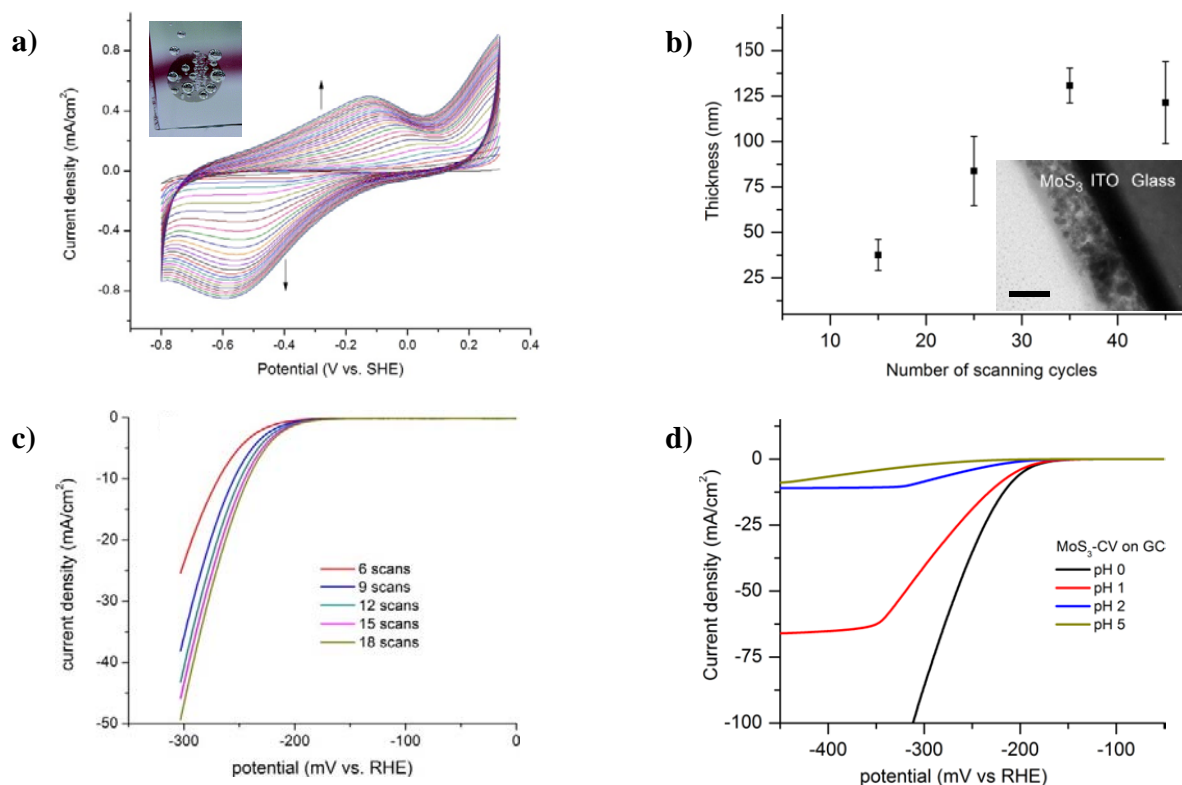 a)
0.8
0.4
0.0
-0.4
-0.8
Current density (mA/cm²)
-0.8 -0.6 -0.4 -0.2 0.0 0.2 0.4
Potential (V vs. SHE)
b)
150
125
100
75
50
25
Thickness (nm)
MoS₃ ITO Glass
10 20 30 40
Number of scanning cycles
c)
0
-10
-20
-30
-40
-50
current density (mA/cm²)
6 scans
9 scans
12 scans
15 scans
18 scans
-300 -200 -100 0
potential (mV vs. RHE)
d)
0
-25
-50
-75
-100
Current density (mA/cm²)
MoS₃-CV on GC
pH 0
pH 1
pH 2
pH 5
-400 -300 -200 -100
potential (mV vs RHE)